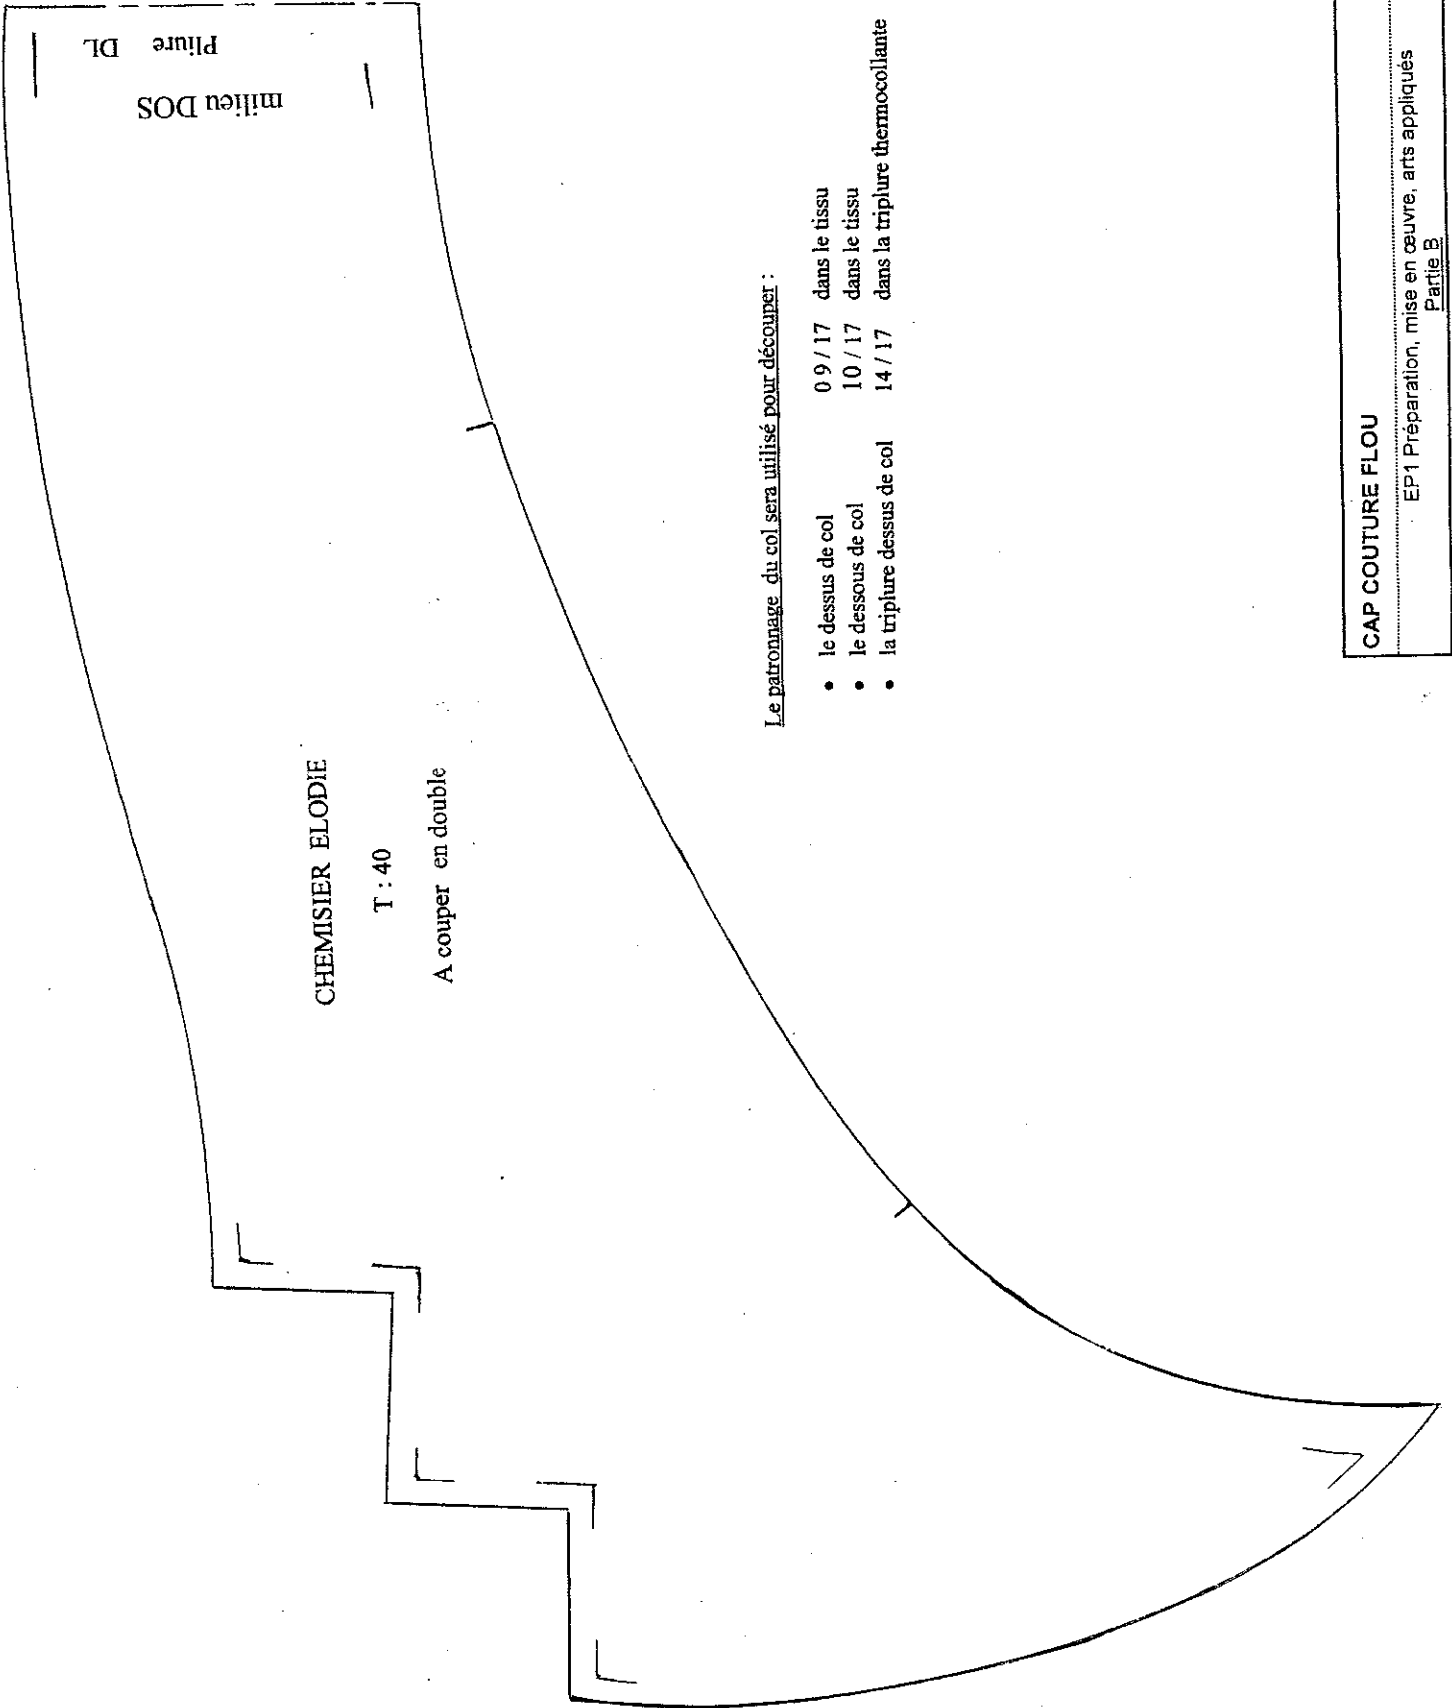 Pliure DL
milieu DOS
CHEMISIER ELODIE
T : 40
A couper en double
Le patronnage du col sera utilisé pour découper :
• le dessus de col 0 9 / 17 dans le tissu
• le dessous de col 10 / 17 dans le tissu
• la triplure dessus de col 14 / 17 dans la triplure thermocollante
CAP COUTURE FLOU
EP1 Préparation, mise en œuvre, arts appliqués
Partie B